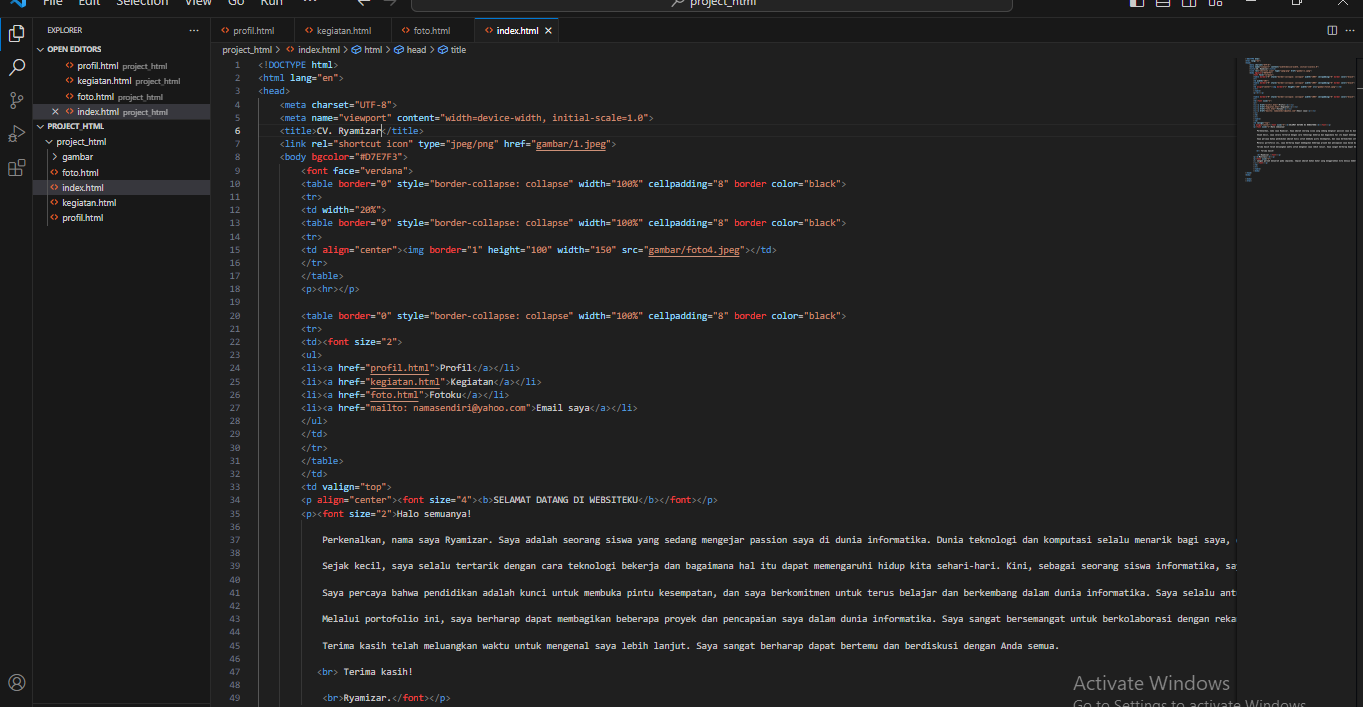 File Edit Selection View Go Run ··· project_html
EXPLORER ···
OPEN EDITORS
profil.html project_html
kegiatan.html project_html
foto.html project_html
index.html project_html
PROJECT_HTML
project_html
gambar
foto.html
index.html
kegiatan.html
profil.html
profil.html kegiatan.html foto.html index.html
project_html > index.html > html > head > title
1 <!DOCTYPE html>
2 <html lang="en">
3 <head>
4 <meta charset="UTF-8">
5 <meta name="viewport" content="width=device-width, initial-scale=1.0">
6 <title>CV. Ryamizar</title>
7 <link rel="shortcut icon" type="jpeg/png" href="gambar/1.jpeg">
8 <body bgcolor="#D7E7F3">
9 <font face="verdana">
10 <table border="0" style="border-collapse: collapse" width="100%" cellpadding="8" border color="black">
11 <tr>
12 <td width="20%">
13 <table border="0" style="border-collapse: collapse" width="100%" cellpadding="8" border color="black">
14 <tr>
15 <td align="center"><img border="1" height="100" width="150" src="gambar/foto4.jpeg"></td>
16 </tr>
17 </table>
18 <p><hr></p>
19
20 <table border="0" style="border-collapse: collapse" width="100%" cellpadding="8" border color="black">
21 <tr>
22 <td><font size="2">
23 <ul>
24 <li><a href="profil.html">Profil</a></li>
25 <li><a href="kegiatan.html">Kegiatan</a></li>
26 <li><a href="foto.html">Fotoku</a></li>
27 <li><a href="mailto: namasendiri@yahoo.com">Email saya</a></li>
28 </ul>
29 </td>
30 </tr>
31 </table>
32 </td>
33 <td valign="top">
34 <p align="center"><font size="4"><b>SELAMAT DATANG DI WEBSITEKU</b></font></p>
35 <p><font size="2">Halo semuanya!
36
37 Perkenalkan, nama saya Ryamizar. Saya adalah seorang siswa yang sedang mengejar passion saya di dunia informatika. Dunia teknologi dan komputasi selalu menarik bagi saya,
38
39 Sejak kecil, saya selalu tertarik dengan cara teknologi bekerja dan bagaimana hal itu dapat memengaruhi hidup kita sehari-hari. Kini, sebagai seorang siswa informatika, sa
40
41 Saya percaya bahwa pendidikan adalah kunci untuk membuka pintu kesempatan, dan saya berkomitmen untuk terus belajar dan berkembang dalam dunia informatika. Saya selalu ant
42
43 Melalui portofolio ini, saya berharap dapat membagikan beberapa proyek dan pencapaian saya dalam dunia informatika. Saya sangat bersemangat untuk berkolaborasi dengan reka
44
45 Terima kasih telah meluangkan waktu untuk mengenal saya lebih lanjut. Saya sangat berharap dapat bertemu dan berdiskusi dengan Anda semua.
46
47 <br> Terima kasih!
48
49 <br>Ryamizar.</font></p>
Activate Windows
Go to Settings to activate Windows.